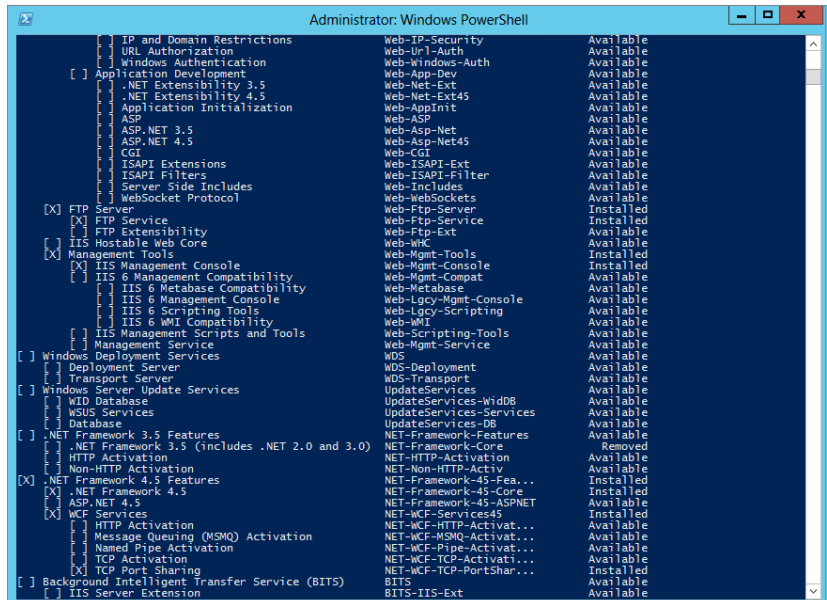 Administrator: Windows PowerShell
[ ] IP and Domain Restrictions Web-IP-Security Available
[ ] URL Authorization Web-Url-Auth Available
[ ] Windows Authentication Web-Windows-Auth Available
[ ] Application Development Web-App-Dev Available
[ ] .NET Extensibility 3.5 Web-Net-Ext Available
[ ] .NET Extensibility 4.5 Web-Net-Ext45 Available
[ ] Application Initialization Web-AppInit Available
[ ] ASP Web-ASP Available
[ ] ASP.NET 3.5 Web-Asp-Net Available
[ ] ASP.NET 4.5 Web-Asp-Net45 Available
[ ] CGI Web-CGI Available
[ ] ISAPI Extensions Web-ISAPI-Ext Available
[ ] ISAPI Filters Web-ISAPI-Filter Available
[ ] Server Side Includes Web-Includes Available
[ ] WebSocket Protocol Web-WebSockets Available
[X] FTP Server Web-Ftp-Server Installed
[X] FTP Service Web-Ftp-Service Installed
[ ] FTP Extensibility Web-Ftp-Ext Available
[ ] IIS Hostable Web Core Web-WHC Available
[X] Management Tools Web-Mgmt-Tools Installed
[X] IIS Management Console Web-Mgmt-Console Installed
[ ] IIS 6 Management Compatibility Web-Mgmt-Compat Available
[ ] IIS 6 Metabase Compatibility Web-Metabase Available
[ ] IIS 6 Management Console Web-Lgcy-Mgmt-Console Available
[ ] IIS 6 Scripting Tools Web-Lgcy-Scripting Available
[ ] IIS 6 WMI Compatibility Web-WMI Available
[ ] IIS Management Scripts and Tools Web-Scripting-Tools Available
[ ] Management Service Web-Mgmt-Service Available
[ ] Windows Deployment Services WDS Available
[ ] Deployment Server WDS-Deployment Available
[ ] Transport Server WDS-Transport Available
[ ] Windows Server Update Services UpdateServices Available
[ ] WID Database UpdateServices-WidDB Available
[ ] WSUS Services UpdateServices-Services Available
[ ] Database UpdateServices-DB Available
[ ] .NET Framework 3.5 Features NET-Framework-Features Available
[ ] .NET Framework 3.5 (includes .NET 2.0 and 3.0) NET-Framework-Core Removed
[ ] HTTP Activation NET-HTTP-Activation Available
[ ] Non-HTTP Activation NET-Non-HTTP-Activ Available
[X] .NET Framework 4.5 Features NET-Framework-45-Fea... Installed
[X] .NET Framework 4.5 NET-Framework-45-Core Installed
[ ] ASP.NET 4.5 NET-Framework-45-ASPNET Available
[X] WCF Services NET-WCF-Services45 Installed
[ ] HTTP Activation NET-WCF-HTTP-Activat... Available
[ ] Message Queuing (MSMQ) Activation NET-WCF-MSMQ-Activat... Available
[ ] Named Pipe Activation NET-WCF-Pipe-Activat... Available
[ ] TCP Activation NET-WCF-TCP-Activati... Available
[X] TCP Port Sharing NET-WCF-TCP-PortShar... Installed
[ ] Background Intelligent Transfer Service (BITS) BITS Available
[ ] IIS Server Extension BITS-IIS-Ext Available